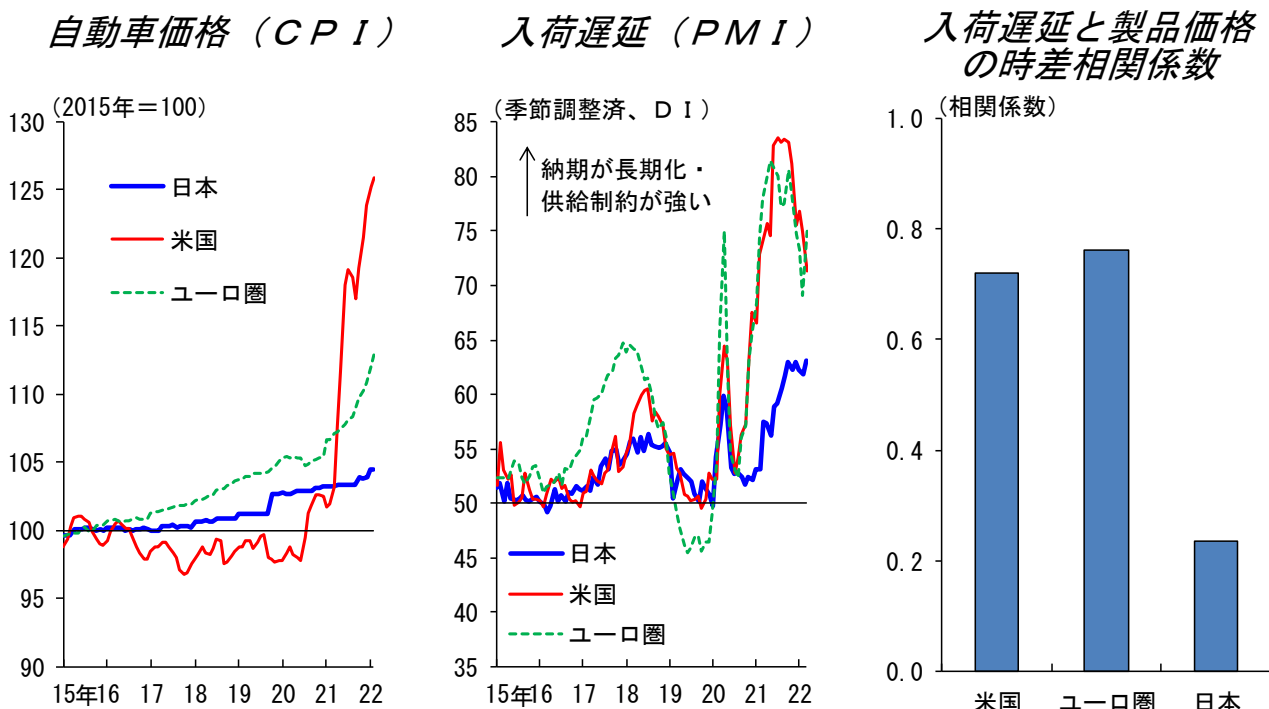 自動車価格（ＣＰＩ）
(2015年＝100)
130
125
120
115
110
105
100
95
90
日本
米国
ユーロ圏
15年16 17 18 19 20 21 22
入荷遅延（ＰＭＩ）
(季節調整済、ＤＩ)
85
80
75
70
65
60
55
50
45
40
35
納期が長期化・
供給制約が強い
日本
米国
ユーロ圏
15年16 17 18 19 20 21 22
入荷遅延と製品価格
の時差相関係数
(相関係数)
1.0
0.8
0.6
0.4
0.2
0.0
米国 ユーロ圏 日本